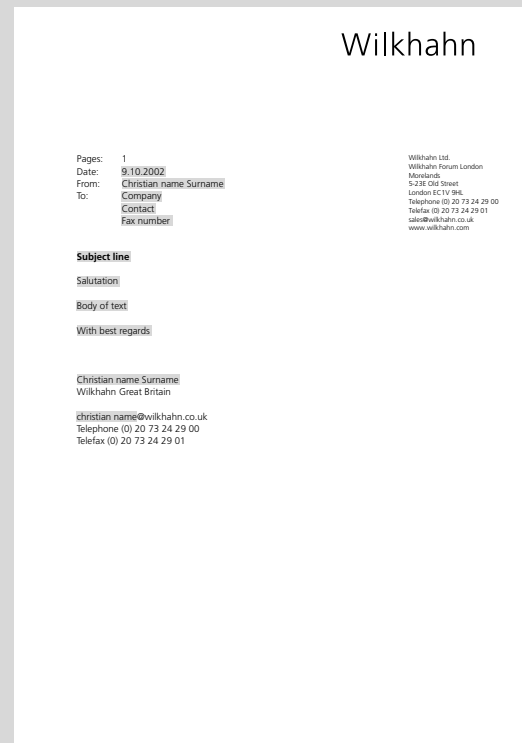 Wilkhahn
Pages: 1
Date: 9.10.2002
From: Christian name Surname
To: Company
Contact
Fax number
Wilkhahn Ltd.
Wilkhahn Forum London
Morelands
5-23E Old Street
London EC1V 9HL
Telephone (0) 20 73 24 29 00
Telefax (0) 20 73 24 29 01
sales@wilkhahn.co.uk
www.wilkhahn.com
Subject line
Salutation
Body of text
With best regards
Christian name Surname
Wilkhahn Great Britain
christian name@wilkhahn.co.uk
Telephone (0) 20 73 24 29 00
Telefax (0) 20 73 24 29 01